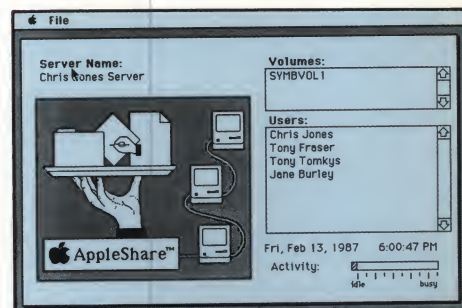 File
Server Name:
Chris Jones Server
AppleShare™
Volumes:
SYMBVOL1
Users:
Chris Jones
Tony Fraser
Tony Tomkys
Jane Burley
Fri, Feb 13, 1987 6:00:47 PM
Activity:
idle busy